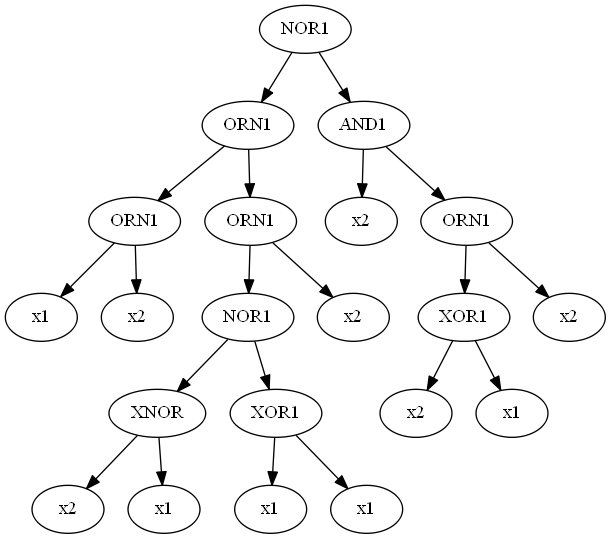 NOR1
ORN1 AND1
ORN1 ORN1 x2 ORN1
x1 x2 NOR1 x2 XOR1 x2
XNOR XOR1 x2 x1
x2 x1 x1 x1